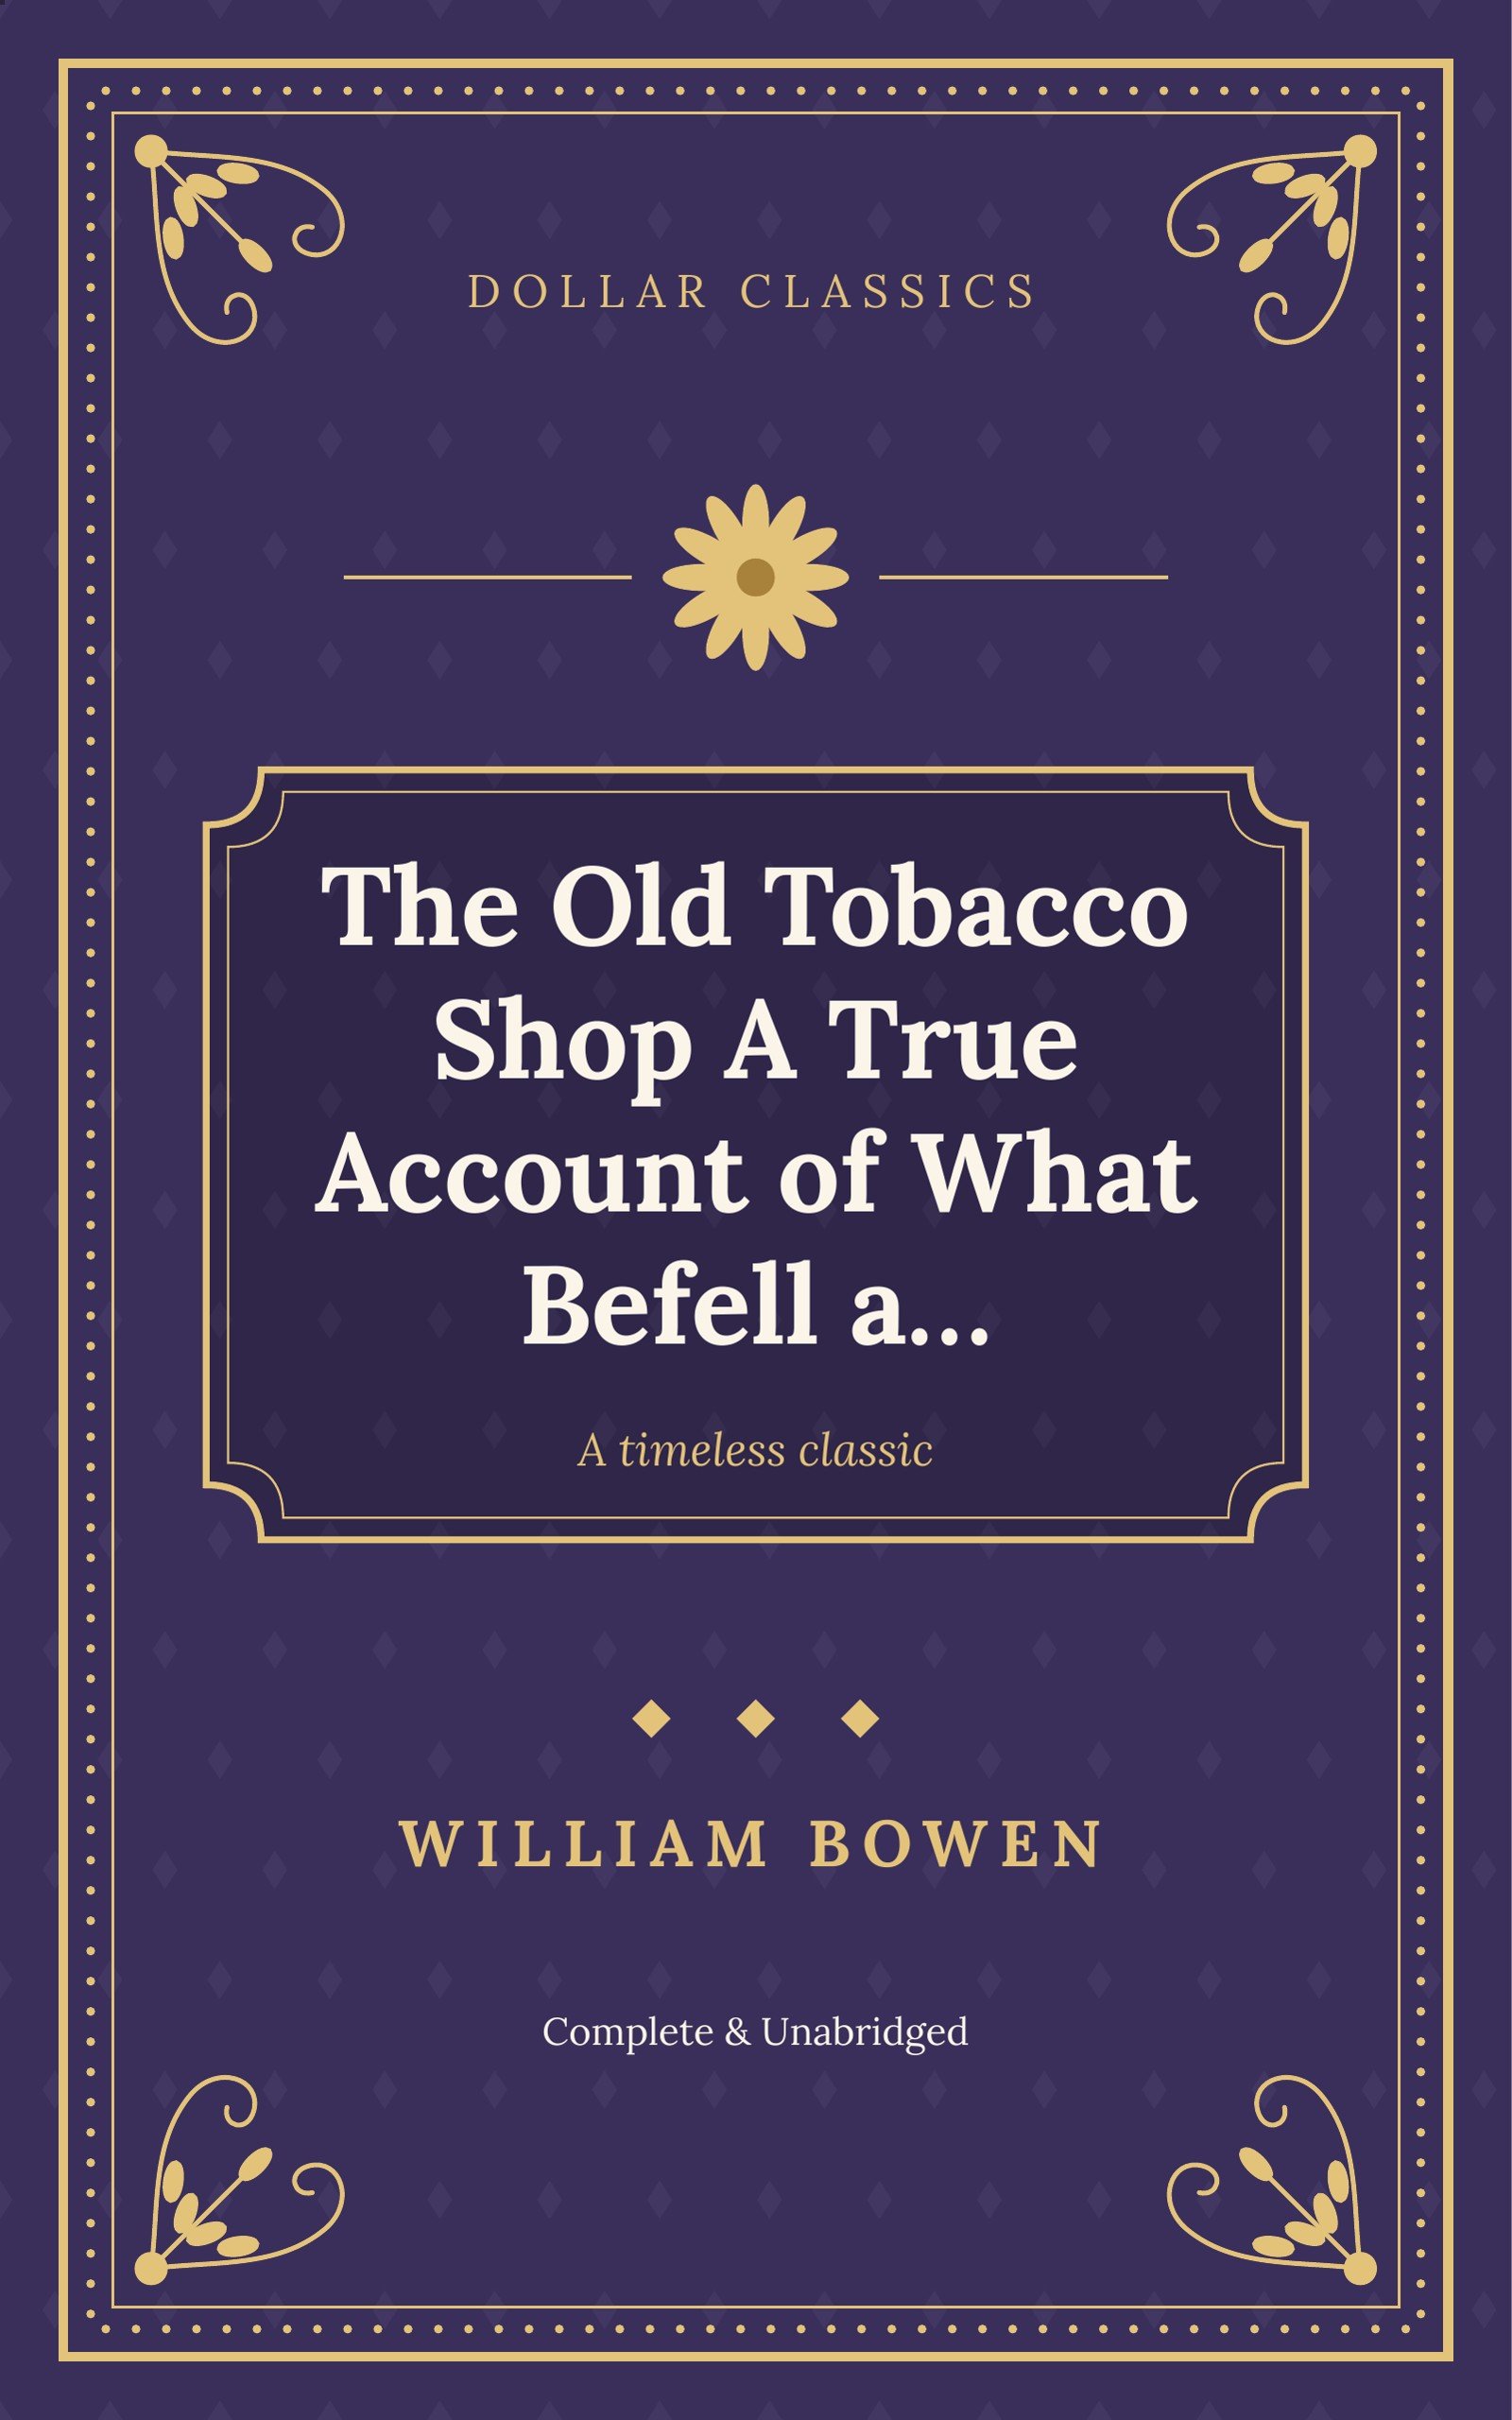 DOLLAR CLASSICS
The Old Tobacco
Shop A True
Account of What
Befell a...
A timeless classic
WILLIAM BOWEN
Complete & Unabridged